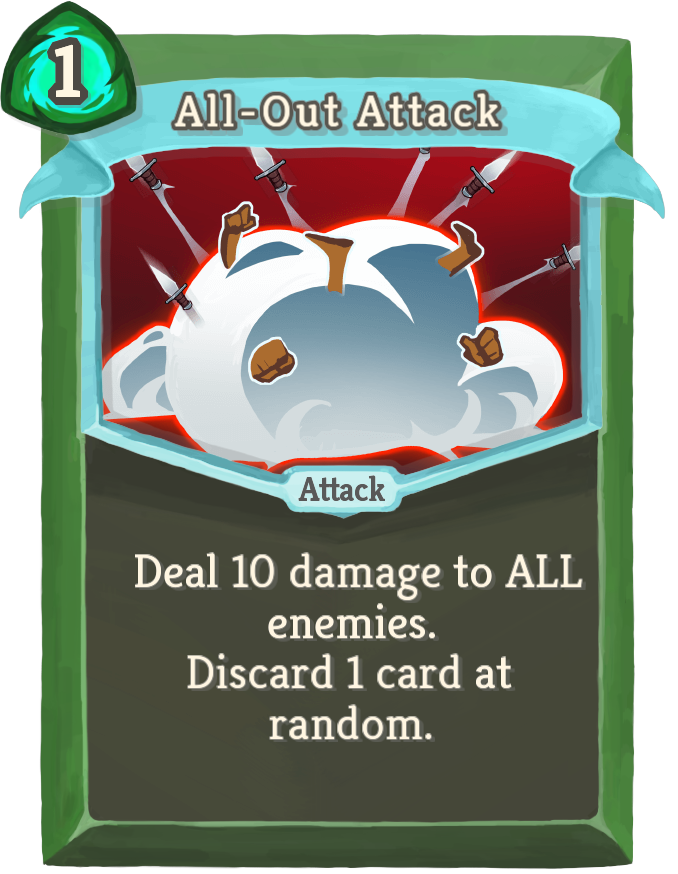 1
All-Out Attack
Attack
Deal 10 damage to ALL
enemies.
Discard 1 card at
random.